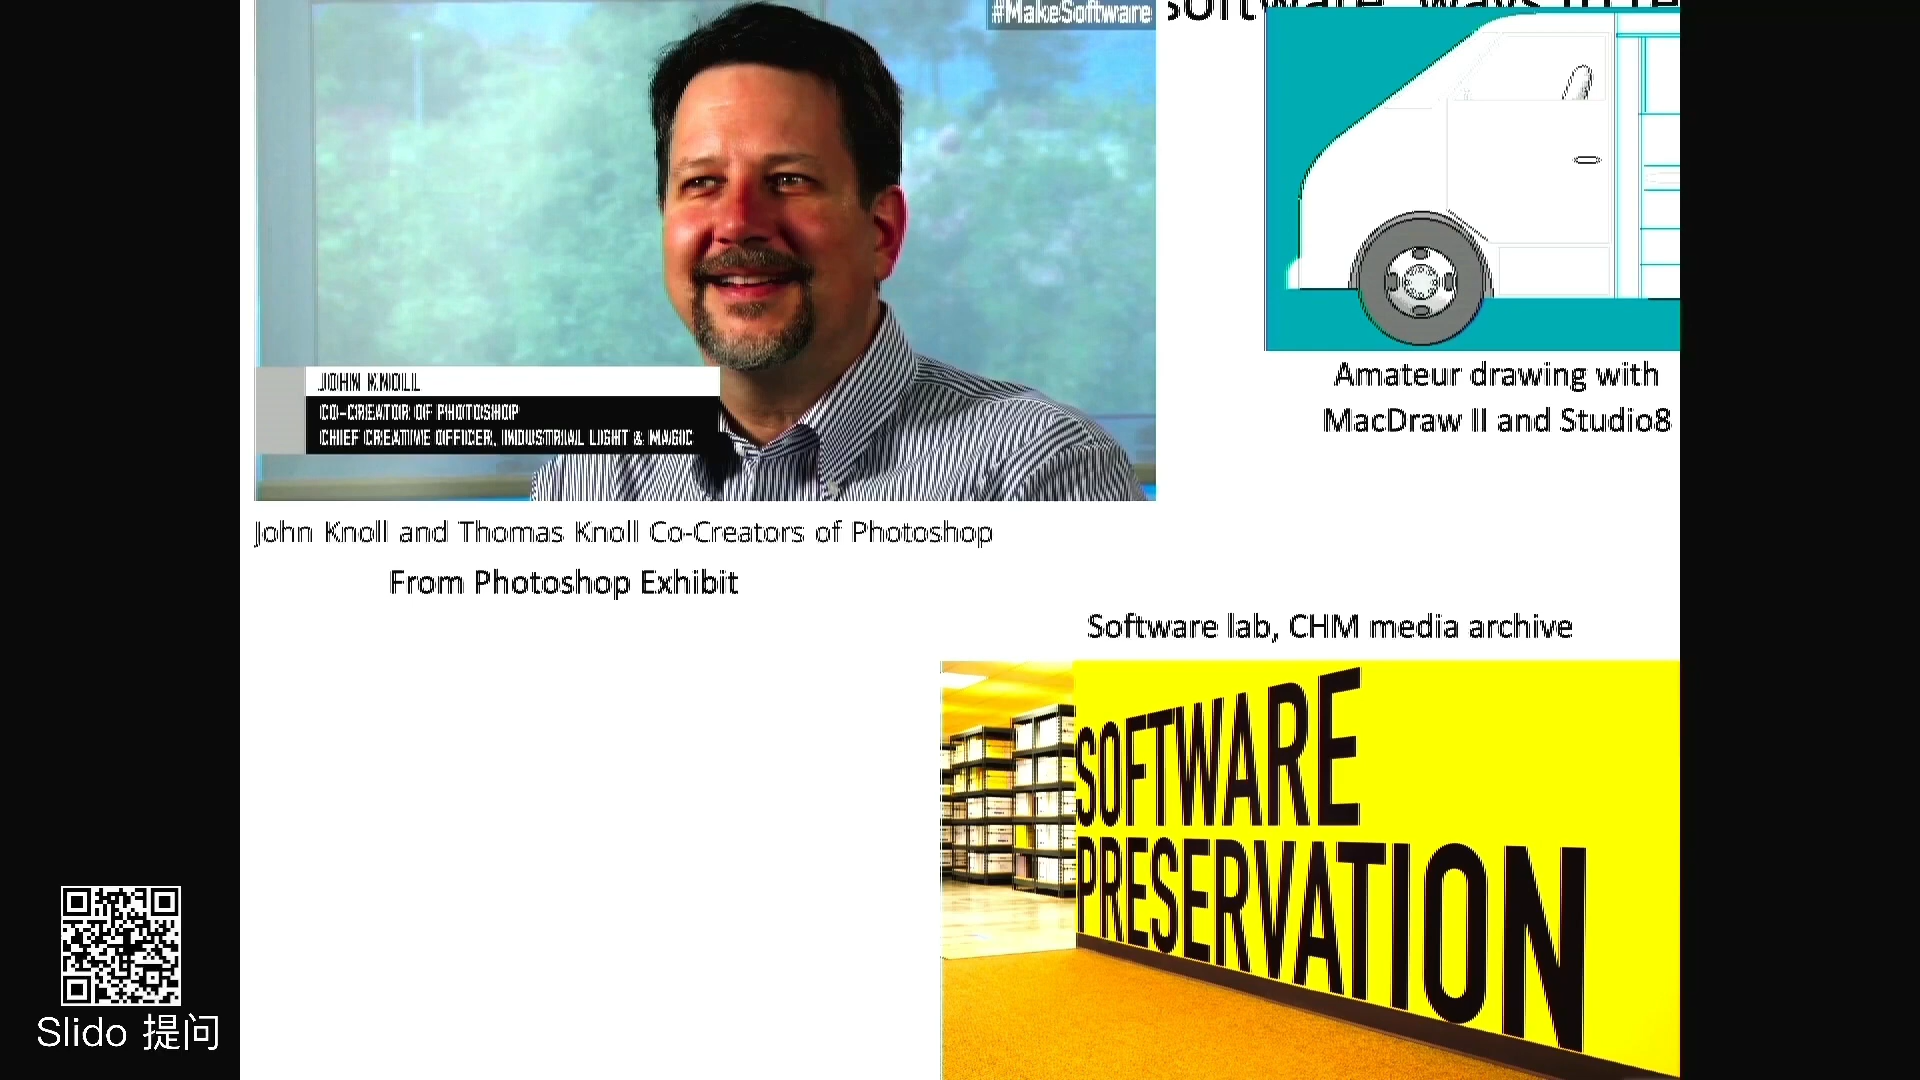 #MakeSoftware
JOHN KNOLL
CO-CREATOR OF PHOTOSHOP
CHIEF CREATIVE OFFICER, INDUSTRIAL LIGHT & MAGIC
John Knoll and Thomas Knoll Co-Creators of Photoshop
From Photoshop Exhibit
Amateur drawing with
MacDraw II and Studio8
Software lab, CHM media archive
SOFTWARE
PRESERVATION
Slido 提问